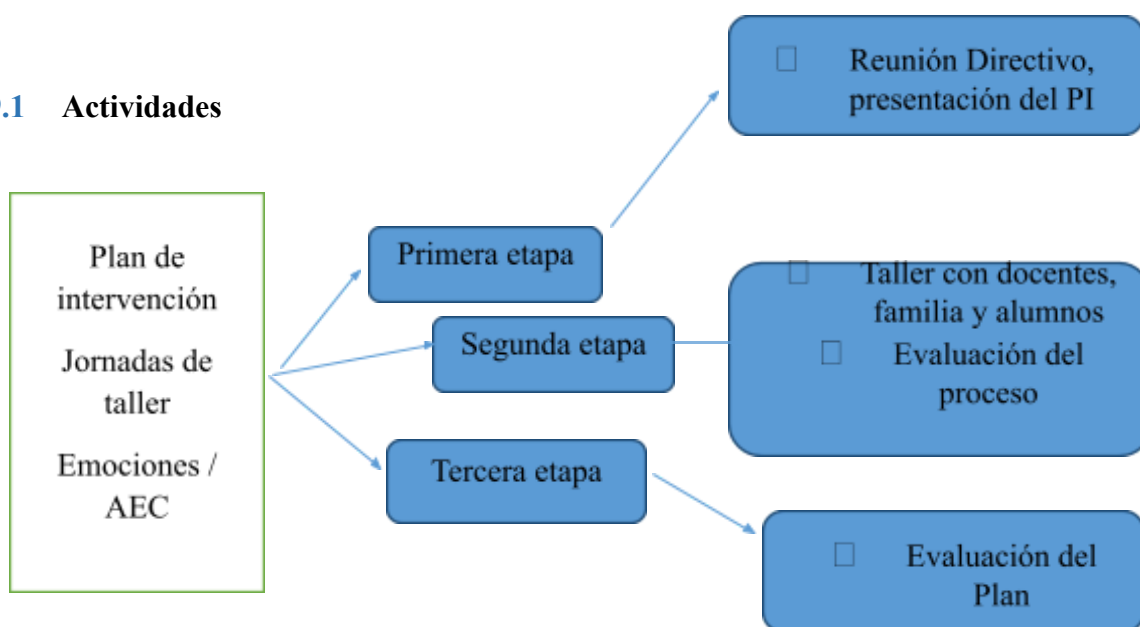 .1 Actividades
Plan de
intervención
Jornadas de
taller
Emociones /
AEC
Primera etapa
Segunda etapa
Tercera etapa
Reunión Directivo,
presentación del PI
Taller con docentes,
familia y alumnos
Evaluación del
proceso
Evaluación del
Plan